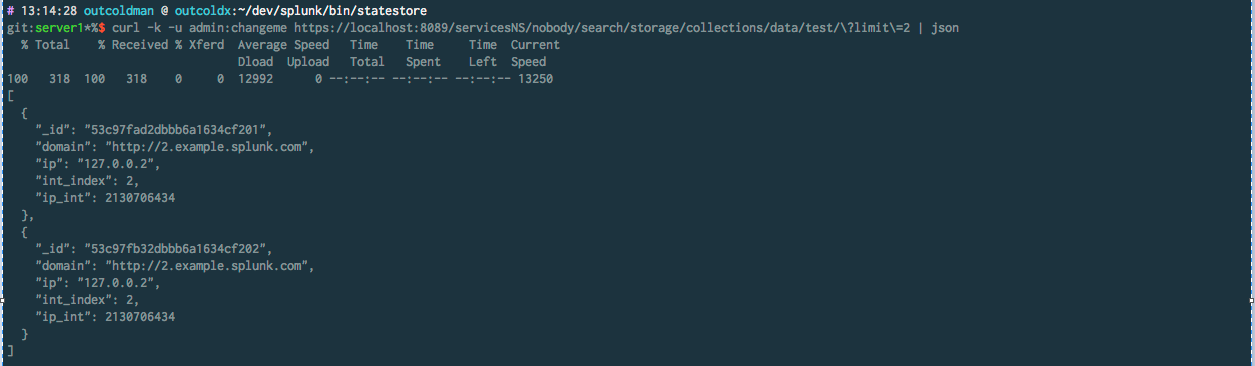 # 13:14:28 outcoldman @ outcoldx:~/dev/splunk/bin/statestore
git:server1*%$ curl -k -u admin:changeme https://localhost:8089/servicesNS/nobody/search/storage/collections/data/test/\?limit\=2 | json
  % Total    % Received % Xferd  Average Speed   Time    Time     Time  Current
                                 Dload  Upload   Total   Spent    Left  Speed
100   318  100   318    0     0  12992      0 --:--:-- --:--:-- --:--:-- 13250
[
  {
    "_id": "53c97fad2dbbb6a1634cf201",
    "domain": "http://2.example.splunk.com",
    "ip": "127.0.0.2",
    "int_index": 2,
    "ip_int": 2130706434
  },
  {
    "_id": "53c97fb32dbbb6a1634cf202",
    "domain": "http://2.example.splunk.com",
    "ip": "127.0.0.2",
    "int_index": 2,
    "ip_int": 2130706434
  }
]